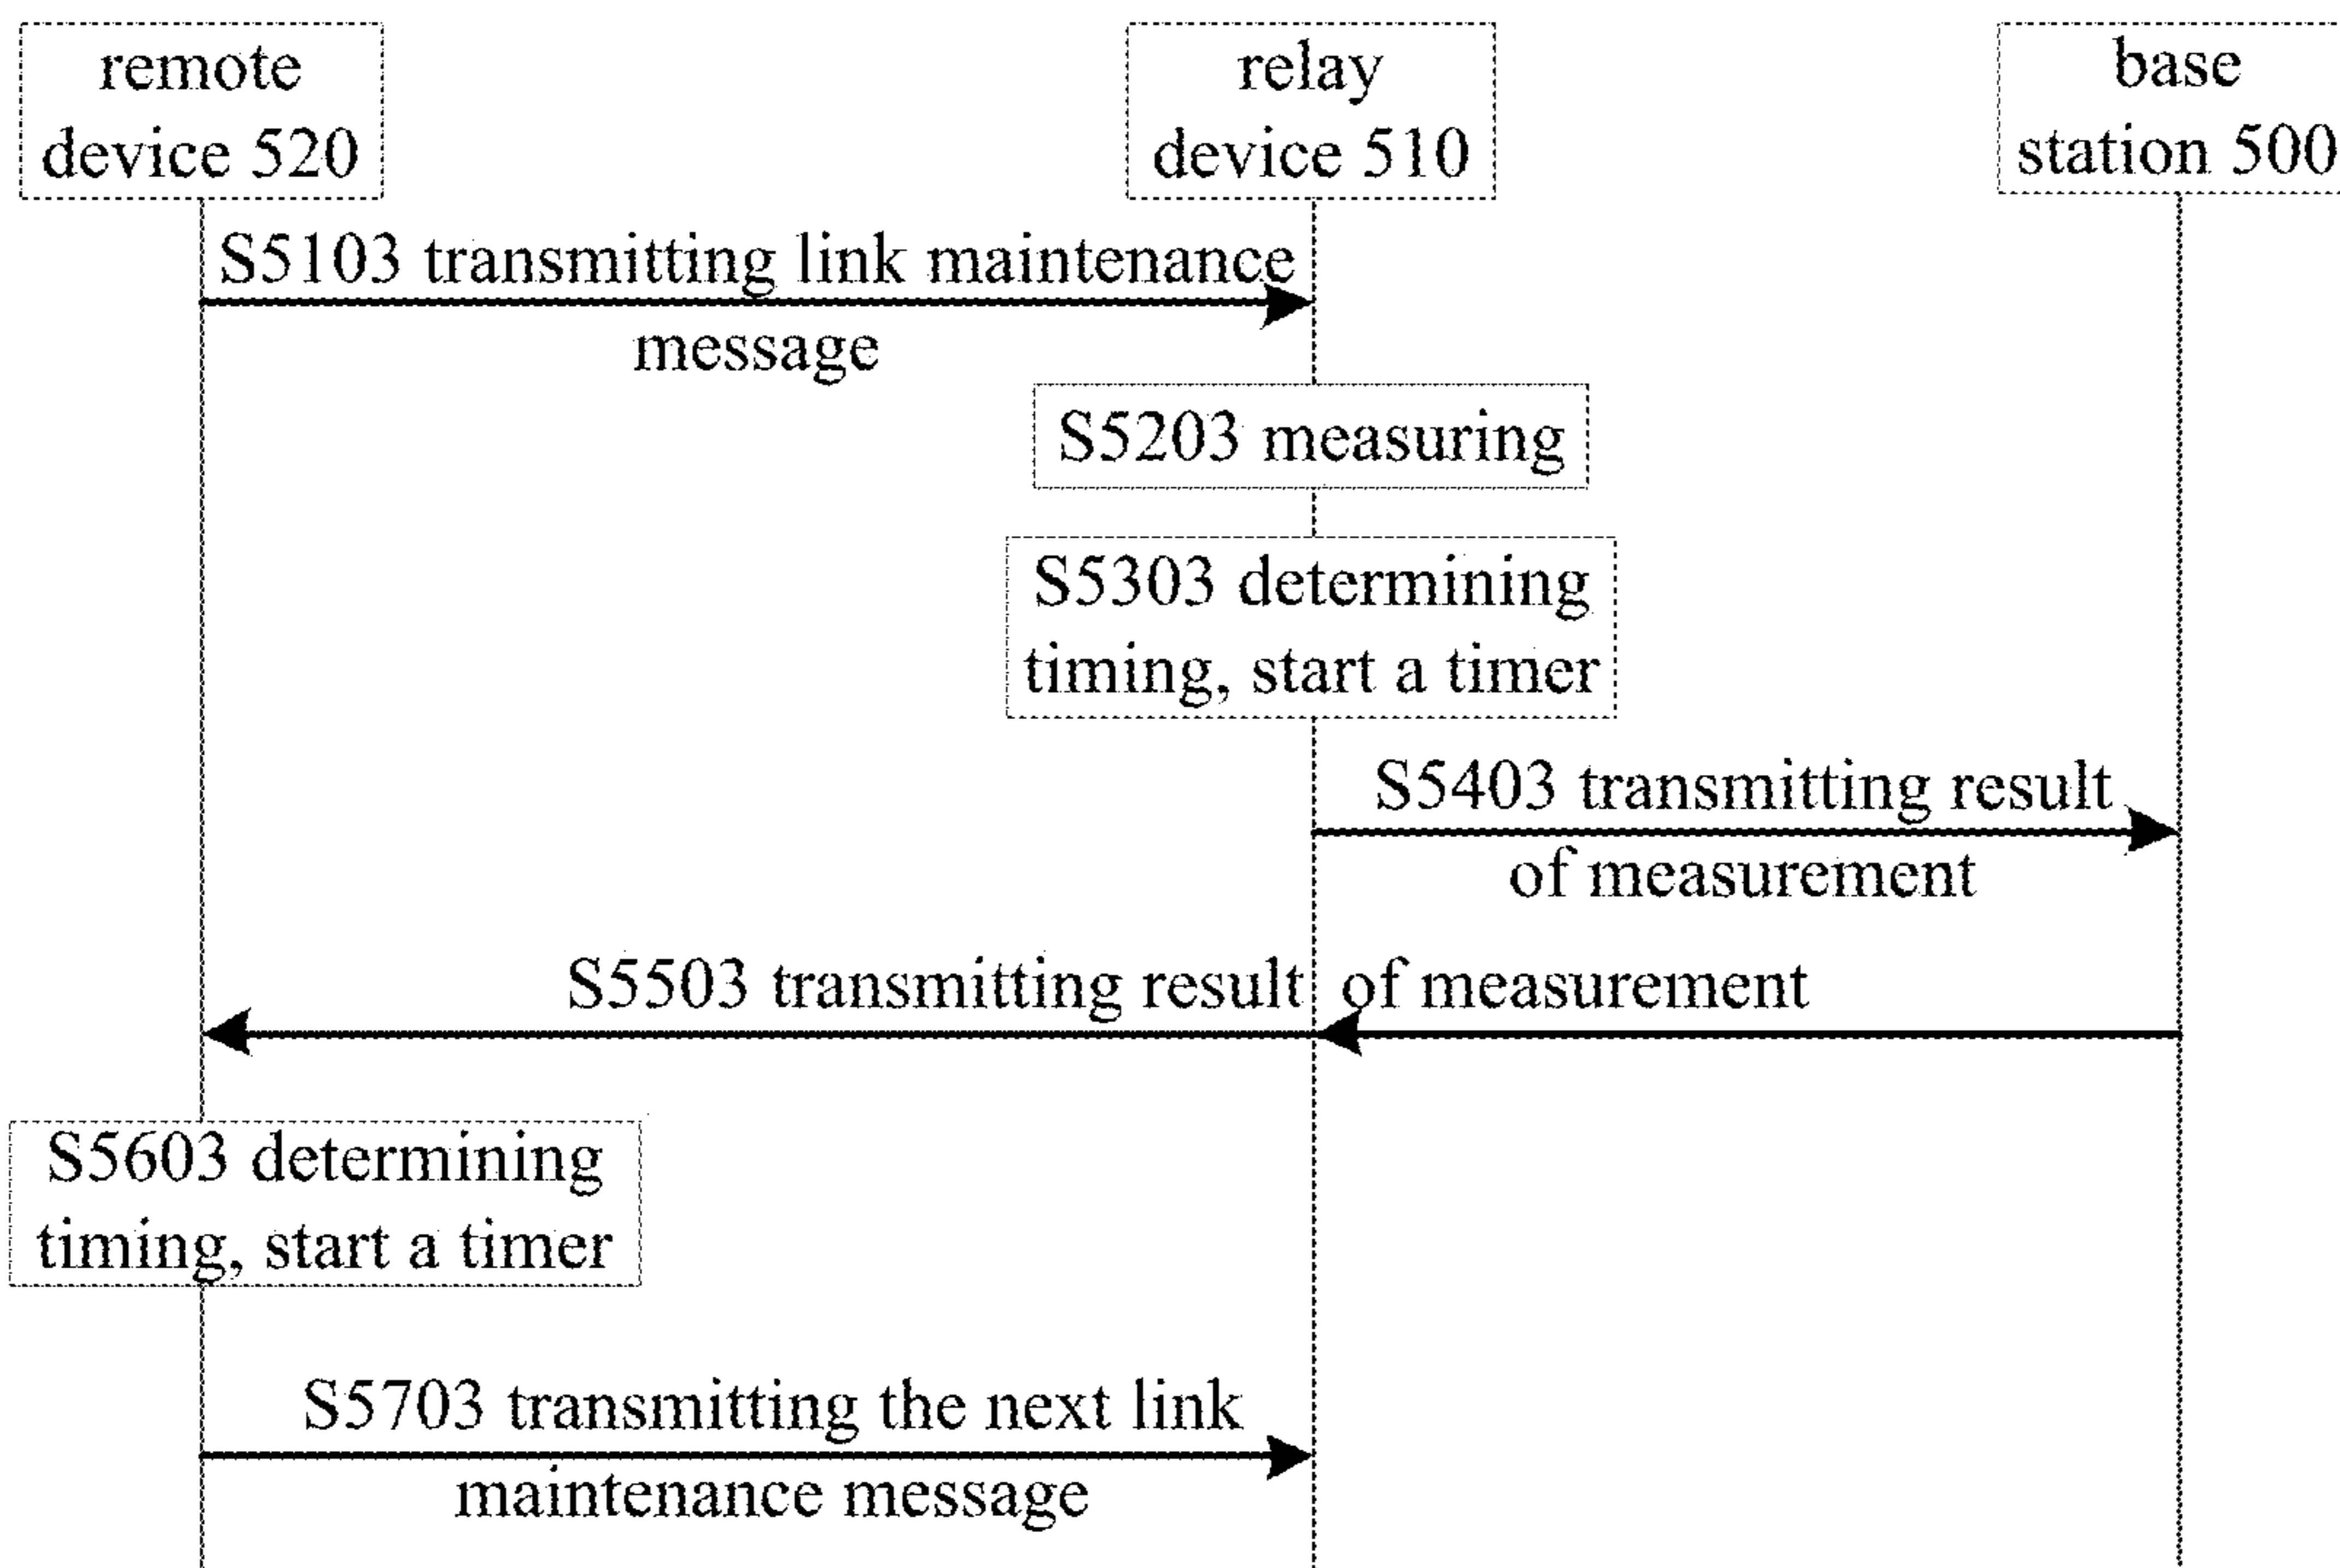 remote
device 520
relay
device 510
base
station 500
S5103 transmitting link maintenance
message
S5203 measuring
S5303 determining
timing, start a timer
S5403 transmitting result
of measurement
S5503 transmitting result of measurement
S5603 determining
timing, start a timer
S5703 transmitting the next link
maintenance message